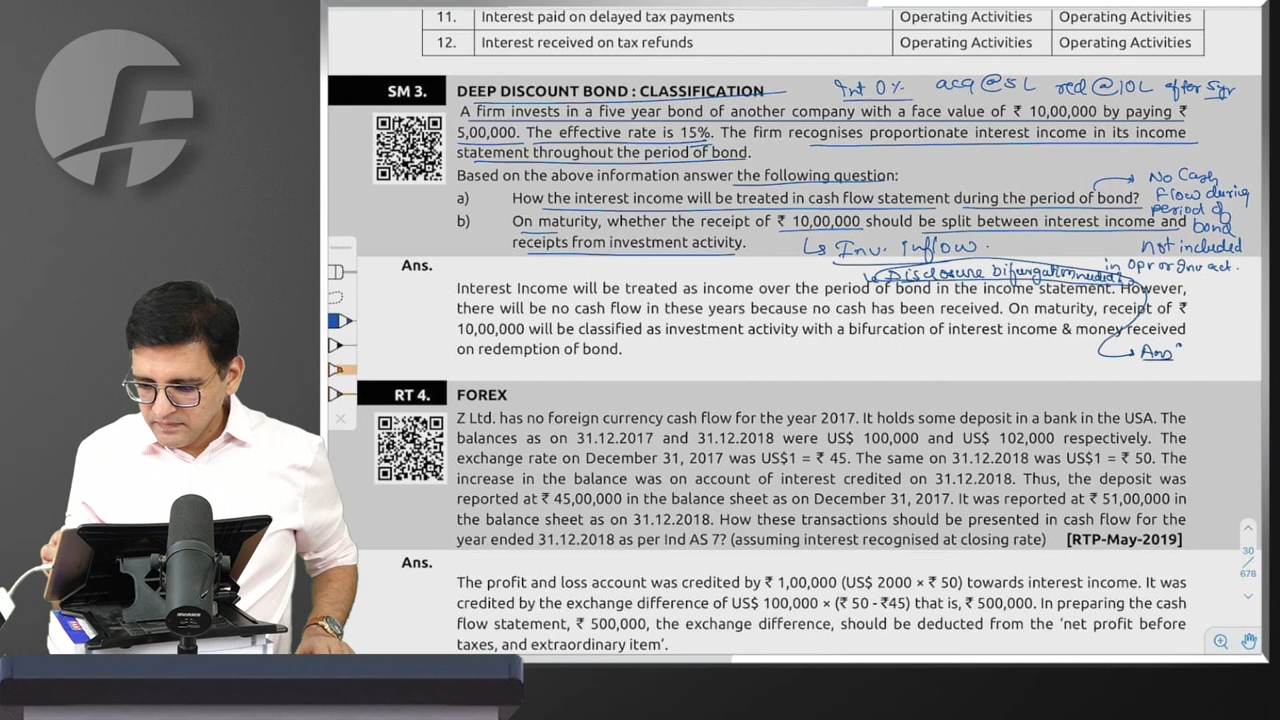 11. Interest paid on delayed tax payments Operating Activities Operating Activities
12. Interest received on tax refunds Operating Activities Operating Activities
Int 0% acq @ 5L red @ 10L after 5yr
SM 3. DEEP DISCOUNT BOND : CLASSIFICATION
A firm invests in a five year bond of another company with a face value of ₹ 10,00,000 by paying ₹
5,00,000. The effective rate is 15%. The firm recognises proportionate interest income in its income
statement throughout the period of bond.
Based on the above information answer the following question:
a) How the interest income will be treated in cash flow statement during the period of bond?
b) On maturity, whether the receipt of ₹ 10,00,000 should be split between interest income and
receipts from investment activity.
No Cash
Flow during
period of
bond
Not included
in Opr or Inv act.
↳ Inv. Inflow.
Disclosure bifurgation needed
Ans.
Interest Income will be treated as income over the period of bond in the income statement. However,
there will be no cash flow in these years because no cash has been received. On maturity, receipt of ₹
10,00,000 will be classified as investment activity with a bifurcation of interest income & money received
on redemption of bond.
Ans
RT 4. FOREX
Z Ltd. has no foreign currency cash flow for the year 2017. It holds some deposit in a bank in the USA. The
balances as on 31.12.2017 and 31.12.2018 were US$ 100,000 and US$ 102,000 respectively. The
exchange rate on December 31, 2017 was US$1 = ₹ 45. The same on 31.12.2018 was US$1 = ₹ 50. The
increase in the balance was on account of interest credited on 31.12.2018. Thus, the deposit was
reported at ₹ 45,00,000 in the balance sheet as on December 31, 2017. It was reported at ₹ 51,00,000 in
the balance sheet as on 31.12.2018. How these transactions should be presented in cash flow for the
year ended 31.12.2018 as per Ind AS 7? (assuming interest recognised at closing rate) [RTP-May-2019]
Ans.
The profit and loss account was credited by ₹ 1,00,000 (US$ 2000 × ₹ 50) towards interest income. It was
credited by the exchange difference of US$ 100,000 × (₹ 50 - ₹45) that is, ₹ 500,000. In preparing the cash
flow statement, ₹ 500,000, the exchange difference, should be deducted from the ‘net profit before
taxes, and extraordinary item’.
30
678